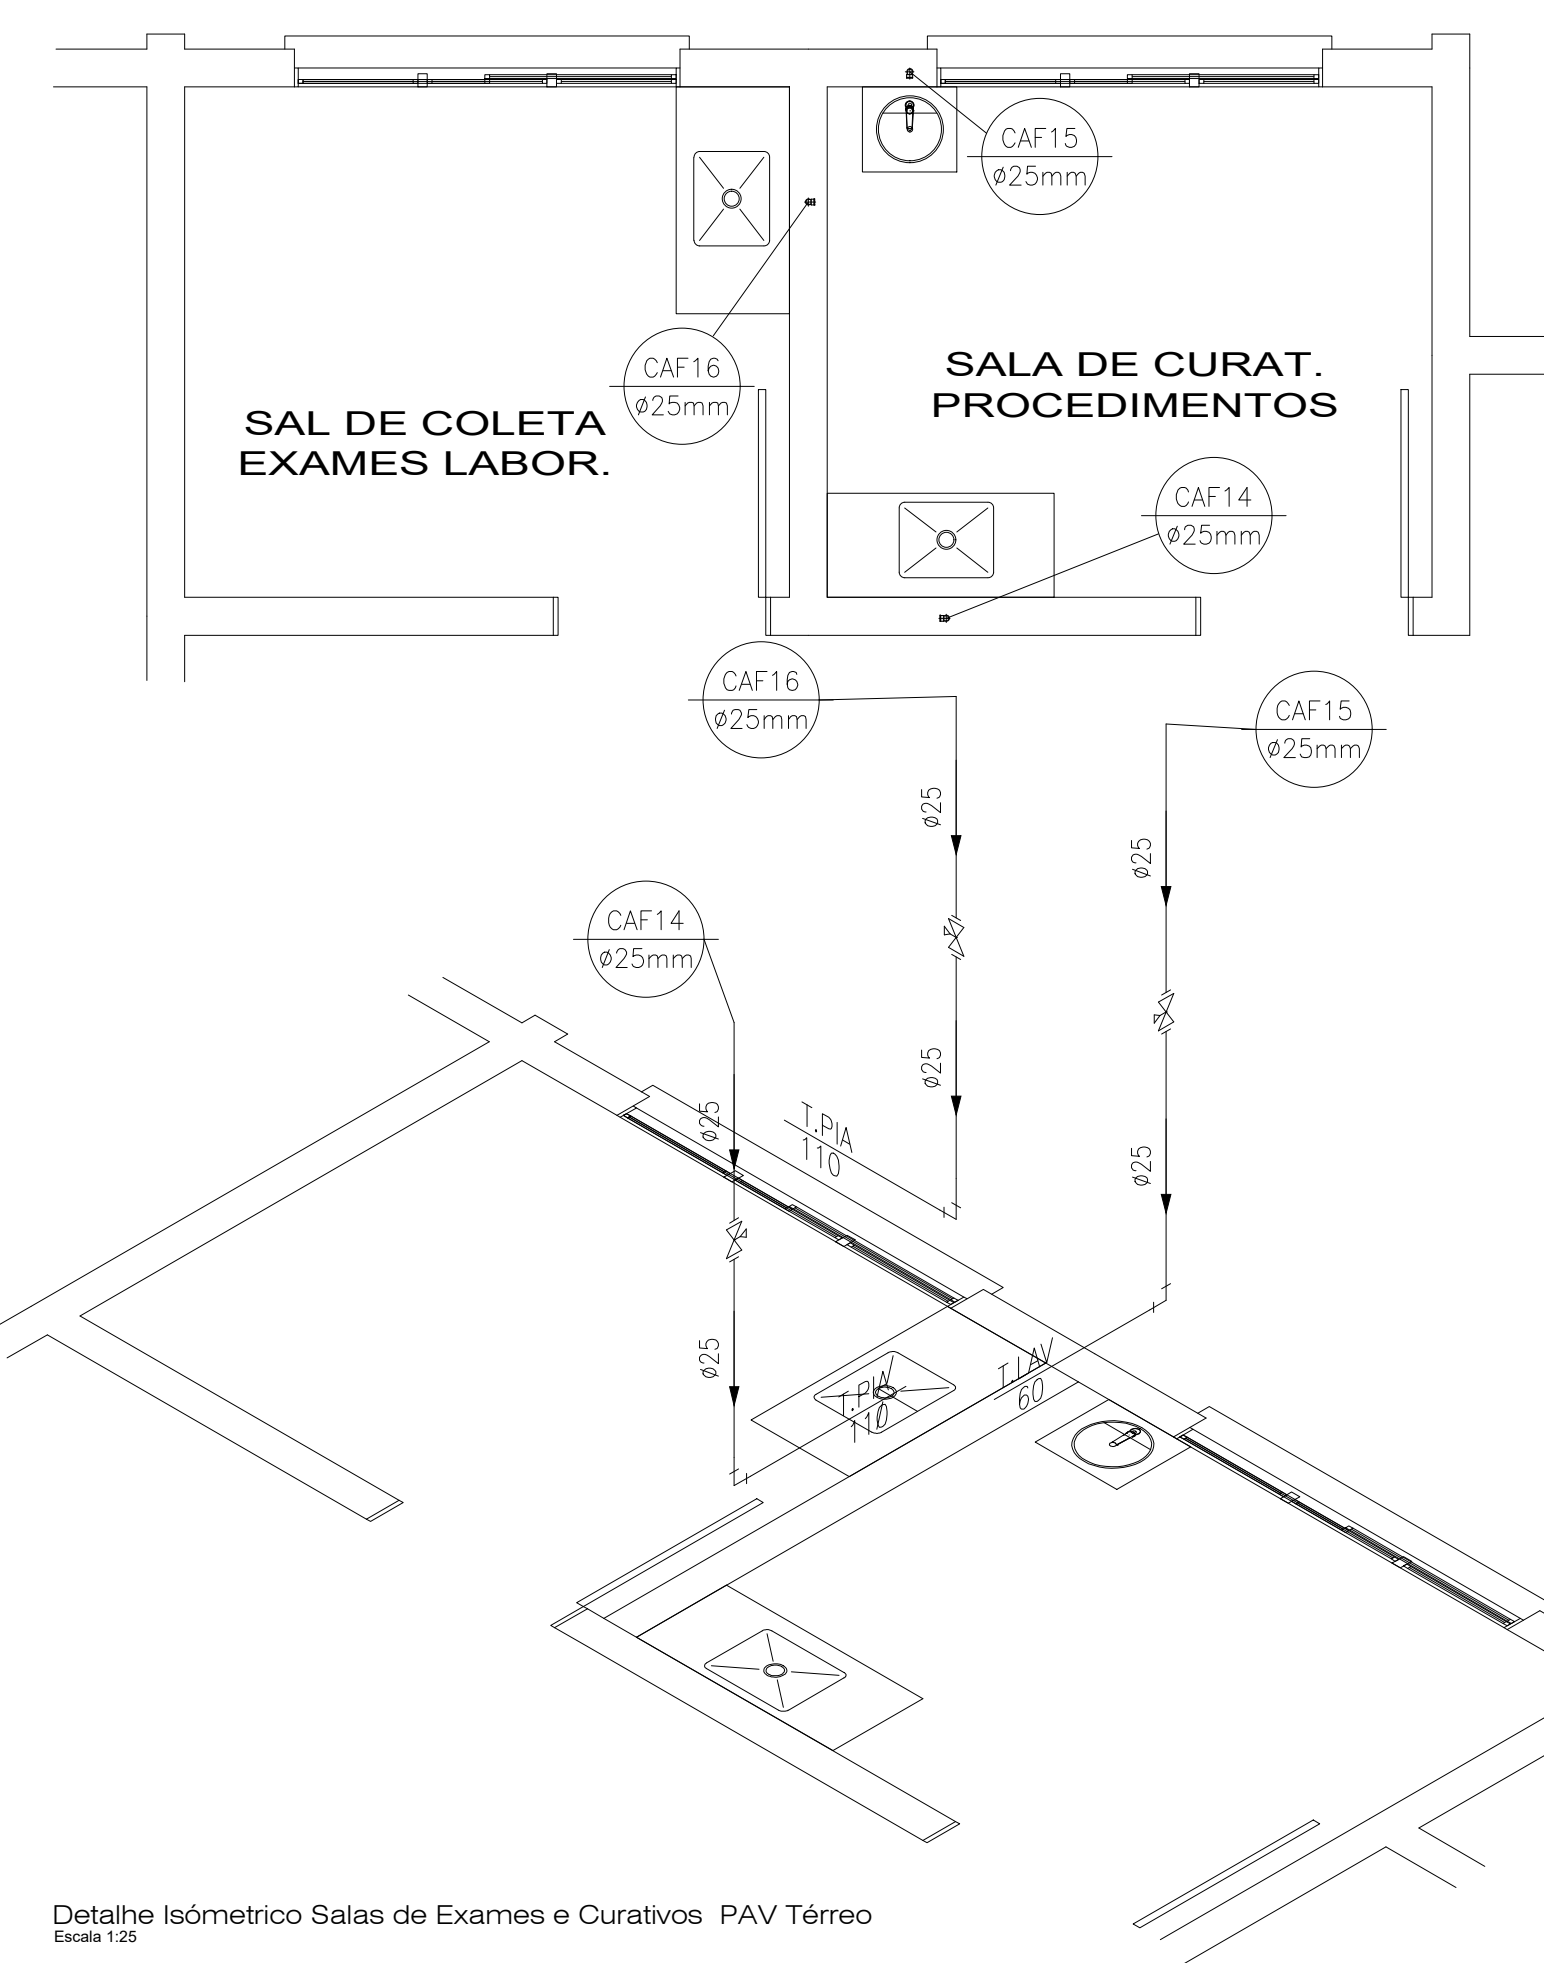 CAF15
ø25mm
CAF16
ø25mm
SALA DE CURAT.
PROCEDIMENTOS
SAL DE COLETA
EXAMES LABOR.
CAF14
ø25mm
CAF16
ø25mm
CAF15
ø25mm
ø25
ø25
CAF14
ø25mm
ø25
ø25
T.PIA
110
ø25
ø25
T.LAV
60
T.PIA
110
Detalhe Isómetrico Salas de Exames e Curativos PAV Térreo
Escala 1:25